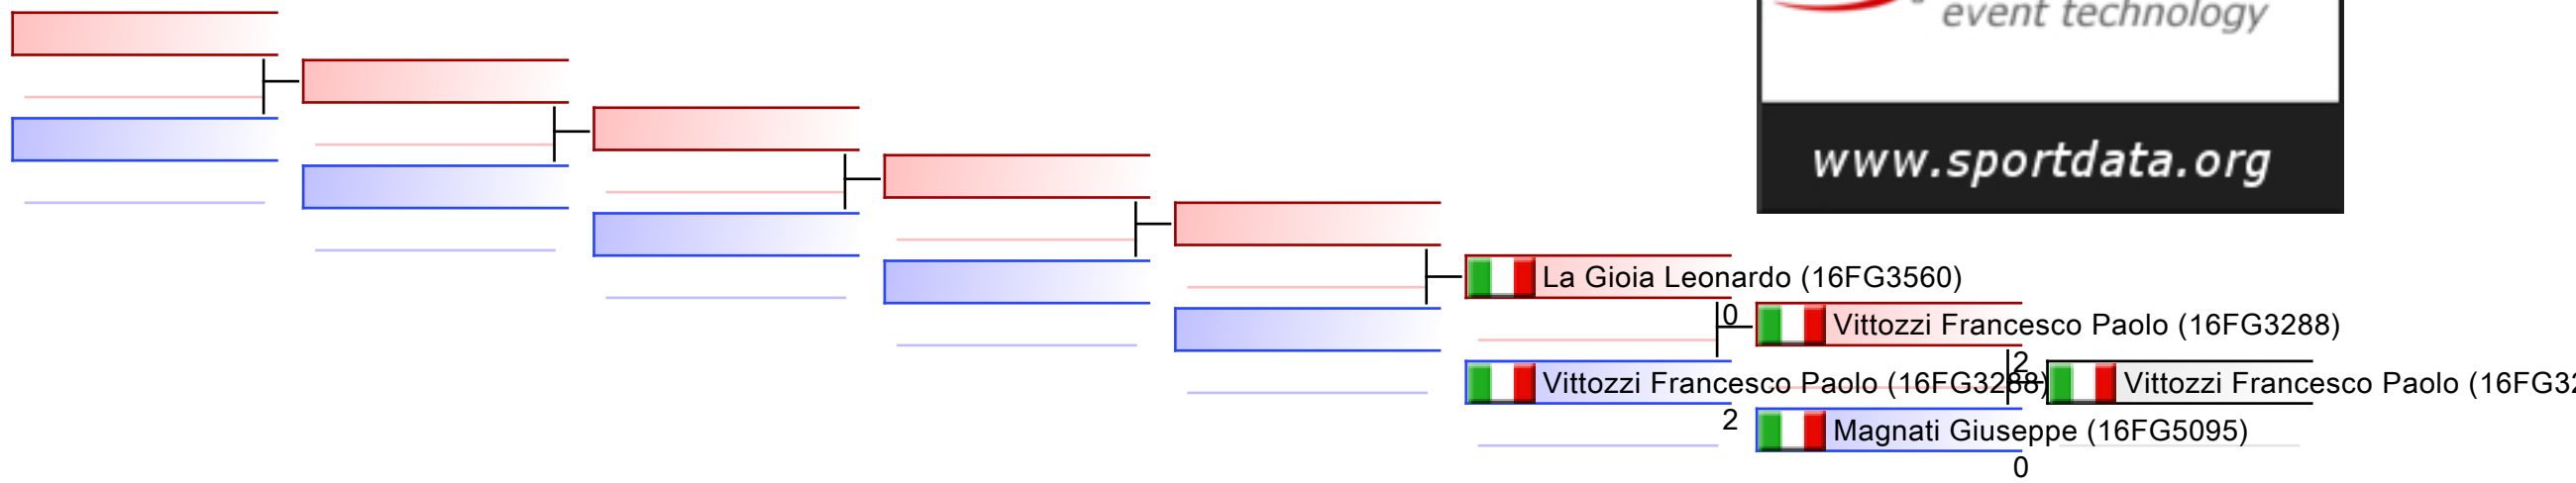 event technology
www.sportdata.org
La Gioia Leonardo (16FG3560)
0
Vittozzi Francesco Paolo (16FG3288)
2
Vittozzi Francesco Paolo (16FG3288)
Vittozzi Francesco Paolo (16FG32
2
Magnati Giuseppe (16FG5095)
0